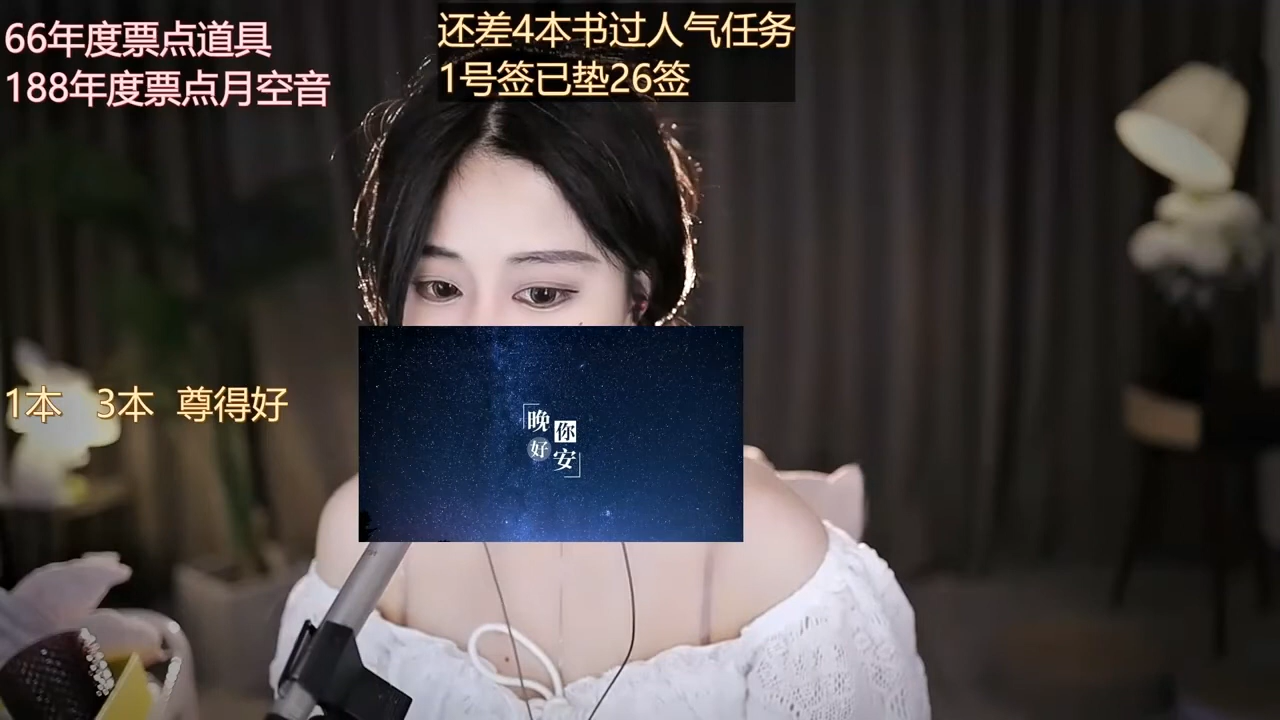 66年度票点道具
188年度票点月空音
还差4本书过人气任务
1号签已垫26签
1本 3本 尊得好
「晚你
好安」